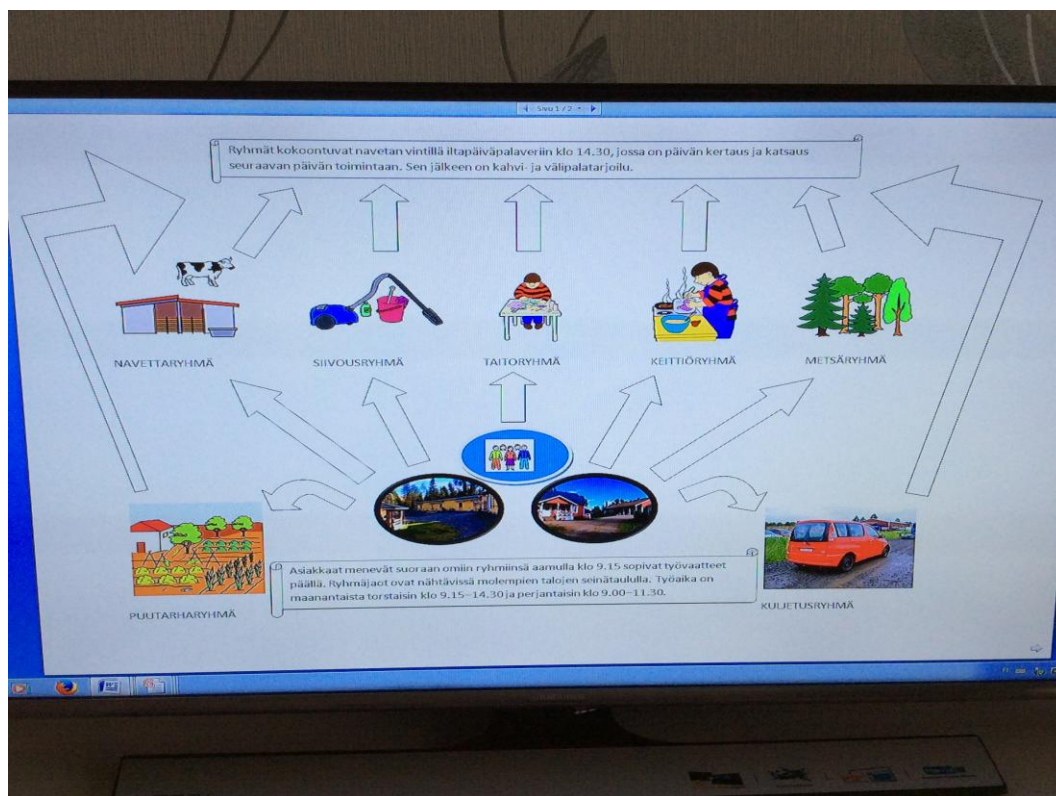 Sivu 1 / 2
Ryhmät kokoontuvat navetan vintillä iltapäiväpalaveriin klo 14.30, jossa on päivän kertaus ja katsaus
seuraavan päivän toimintaan. Sen jälkeen on kahvi- ja välipalatarjoilu.
NAVETTARYHMÄ
SIIVOUSRYHMÄ
TAITORYHMÄ
KEITTIÖRYHMÄ
METSÄRYHMÄ
Asiakkaat menevät suoraan omiin ryhmiinsä aamulla klo 9.15 sopivat työvaatteet
päällä. Ryhmäjaot ovat nähtävissä molempien talojen seinätaululla. Työaika on
maanantaista torstaisin klo 9.15–14.30 ja perjantaisin klo 9.00–11.30.
PUUTARHARYHMÄ
KULJETUSRYHMÄ
FI